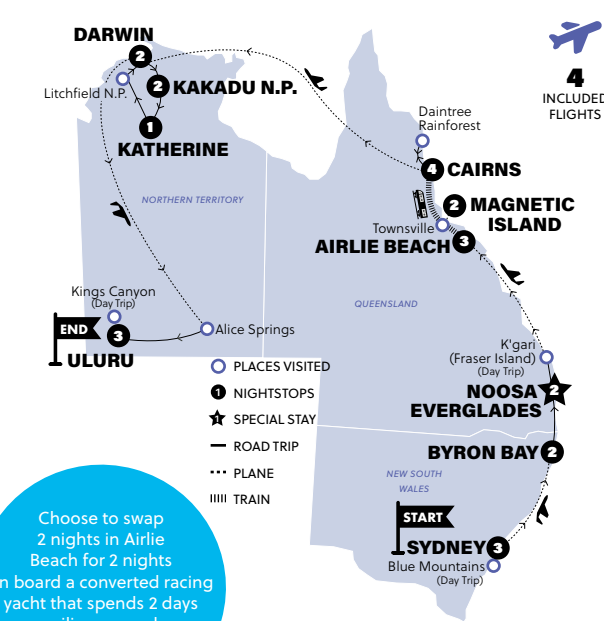 DARWIN
2
Litchfield N.P.
2 KAKADU N.P.
1
KATHERINE
4
INCLUDED
FLIGHTS
Daintree
Rainforest
4 CAIRNS
2 MAGNETIC
ISLAND
Townsville
AIRLIE BEACH 3
NORTHERN TERRITORY
QUEENSLAND
Kings Canyon
(Day Trip)
END
3
ULURU
Alice Springs
K'gari
(Fraser Island)
(Day Trip)
NOOSA 2
EVERGLADES
BYRON BAY 2
NEW SOUTH
WALES
START
SYDNEY 3
Blue Mountains
(Day Trip)
PLACES VISITED
1 NIGHTSTOPS
1 SPECIAL STAY
ROAD TRIP
PLANE
TRAIN
Choose to swap
2 nights in Airlie
Beach for 2 nights
board a converted racing
yacht that spends 2 days